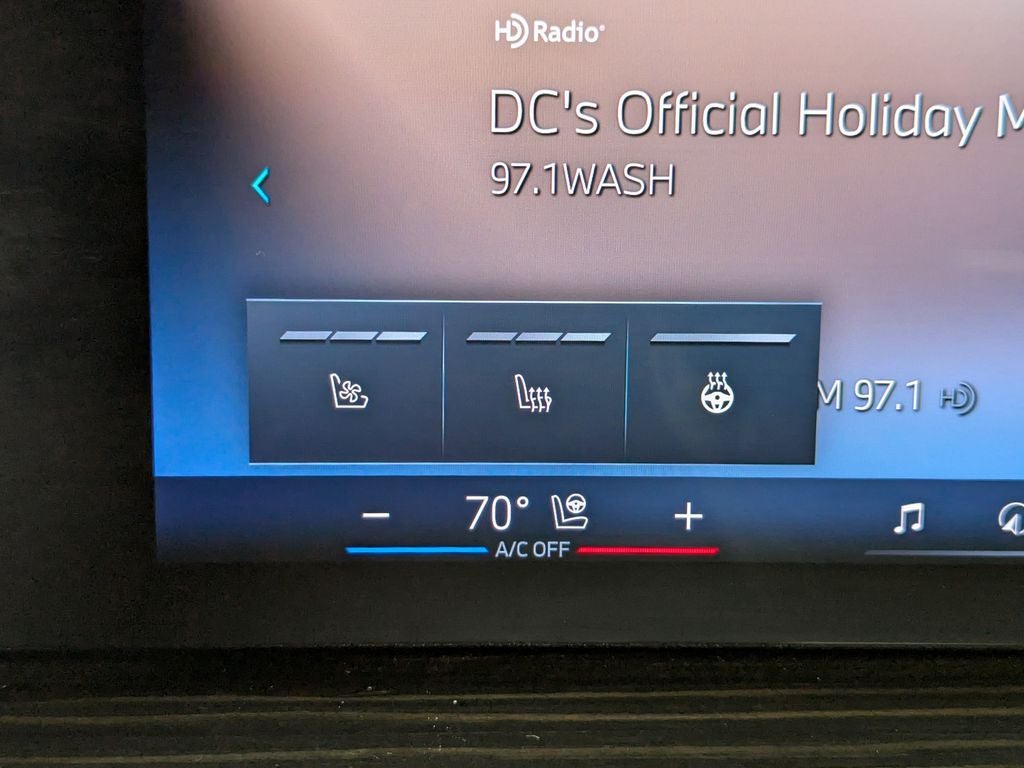 HD Radio®
DC's Official Holiday M
97.1WASH
M 97.1 HD
− 70° +
A/C OFF